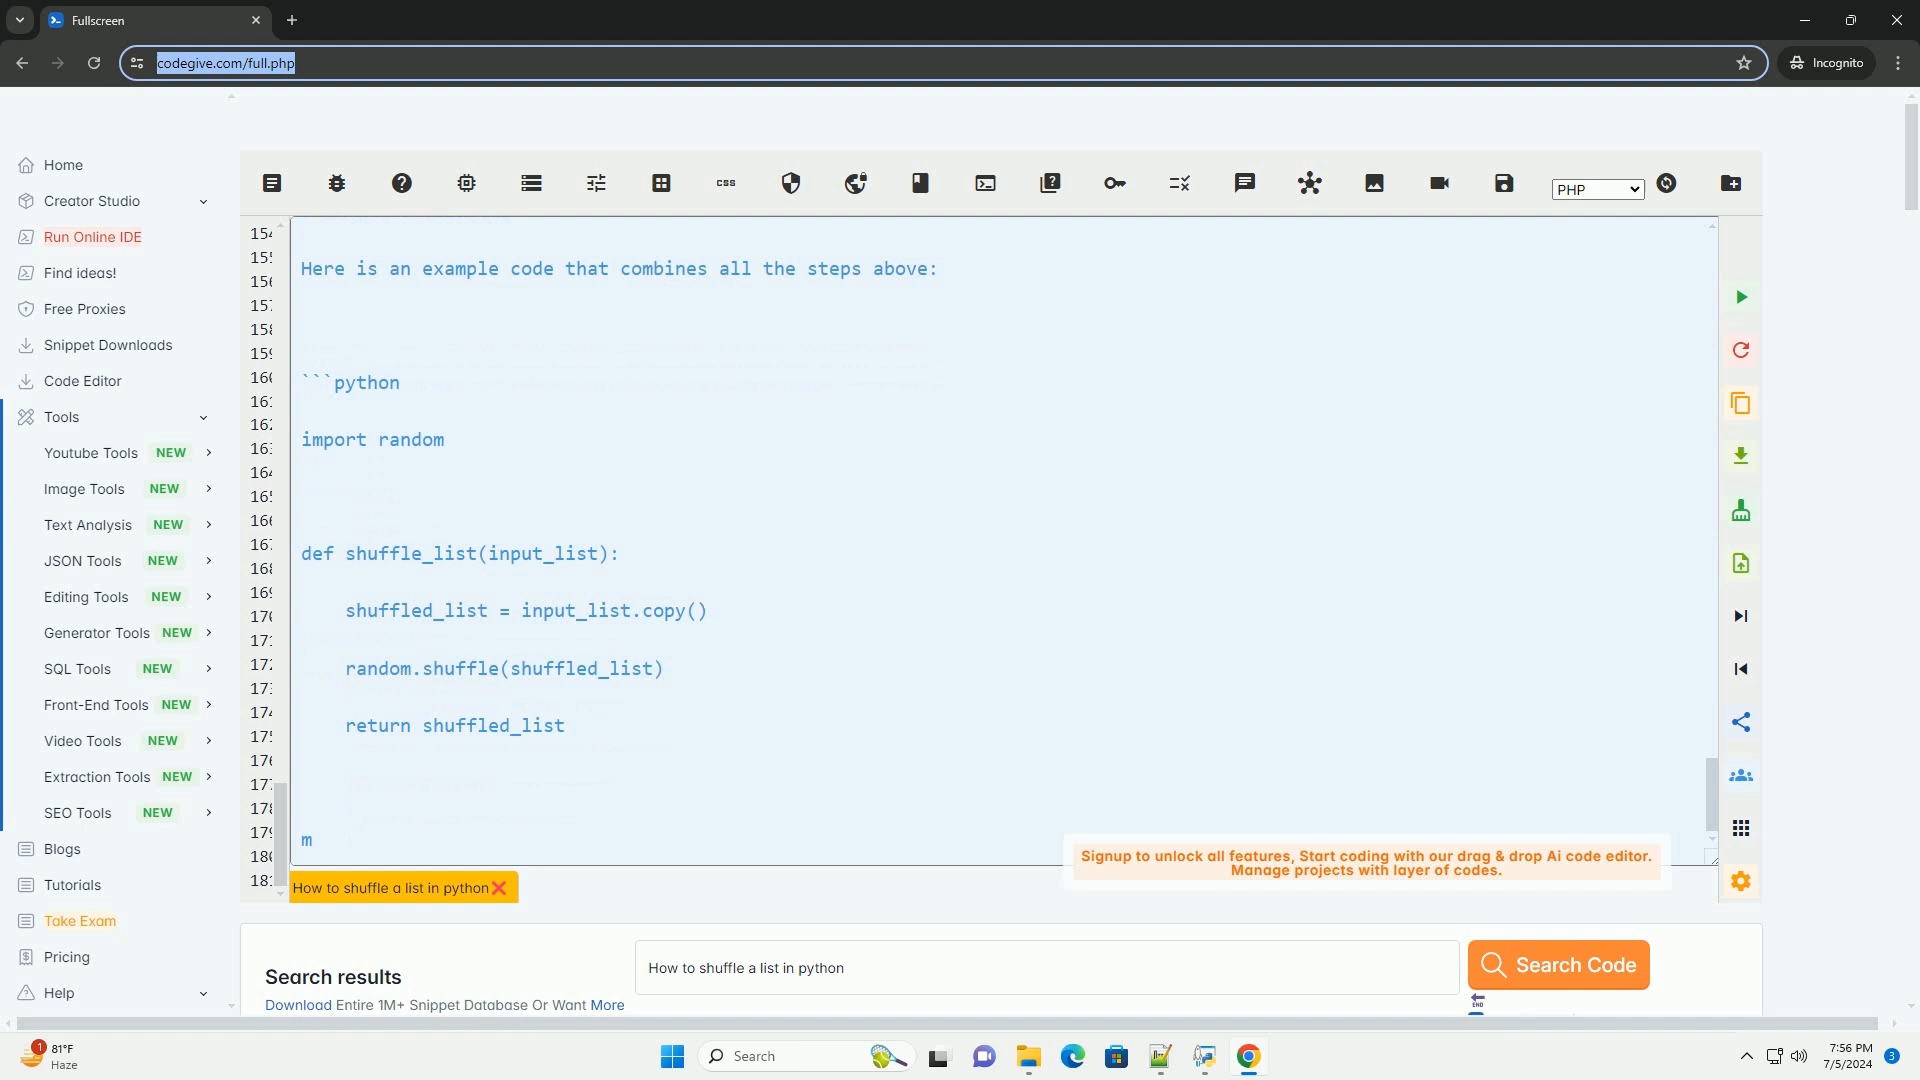 Fullscreen
codegive.com/full.php
Incognito
Home
Creator Studio
Run Online IDE
Find ideas!
Free Proxies
Snippet Downloads
Code Editor
Tools
Youtube Tools NEW
Image Tools NEW
Text Analysis NEW
JSON Tools NEW
Editing Tools NEW
Generator Tools NEW
SQL Tools NEW
Front-End Tools NEW
Video Tools NEW
Extraction Tools NEW
SEO Tools NEW
Blogs
Tutorials
Take Exam
Pricing
Help
CSS
PHP
Here is an example code that combines all the steps above:
```python
import random
def shuffle_list(input_list):
shuffled_list = input_list.copy()
random.shuffle(shuffled_list)
return shuffled_list
m
Signup to unlock all features, Start coding with our drag & drop Ai code editor.
Manage projects with layer of codes.
How to shuffle a list in python
Search results
Download Entire 1M+ Snippet Database Or Want More
How to shuffle a list in python
Search Code
END
1
81°F
Haze
Search
7:56 PM
7/5/2024
3